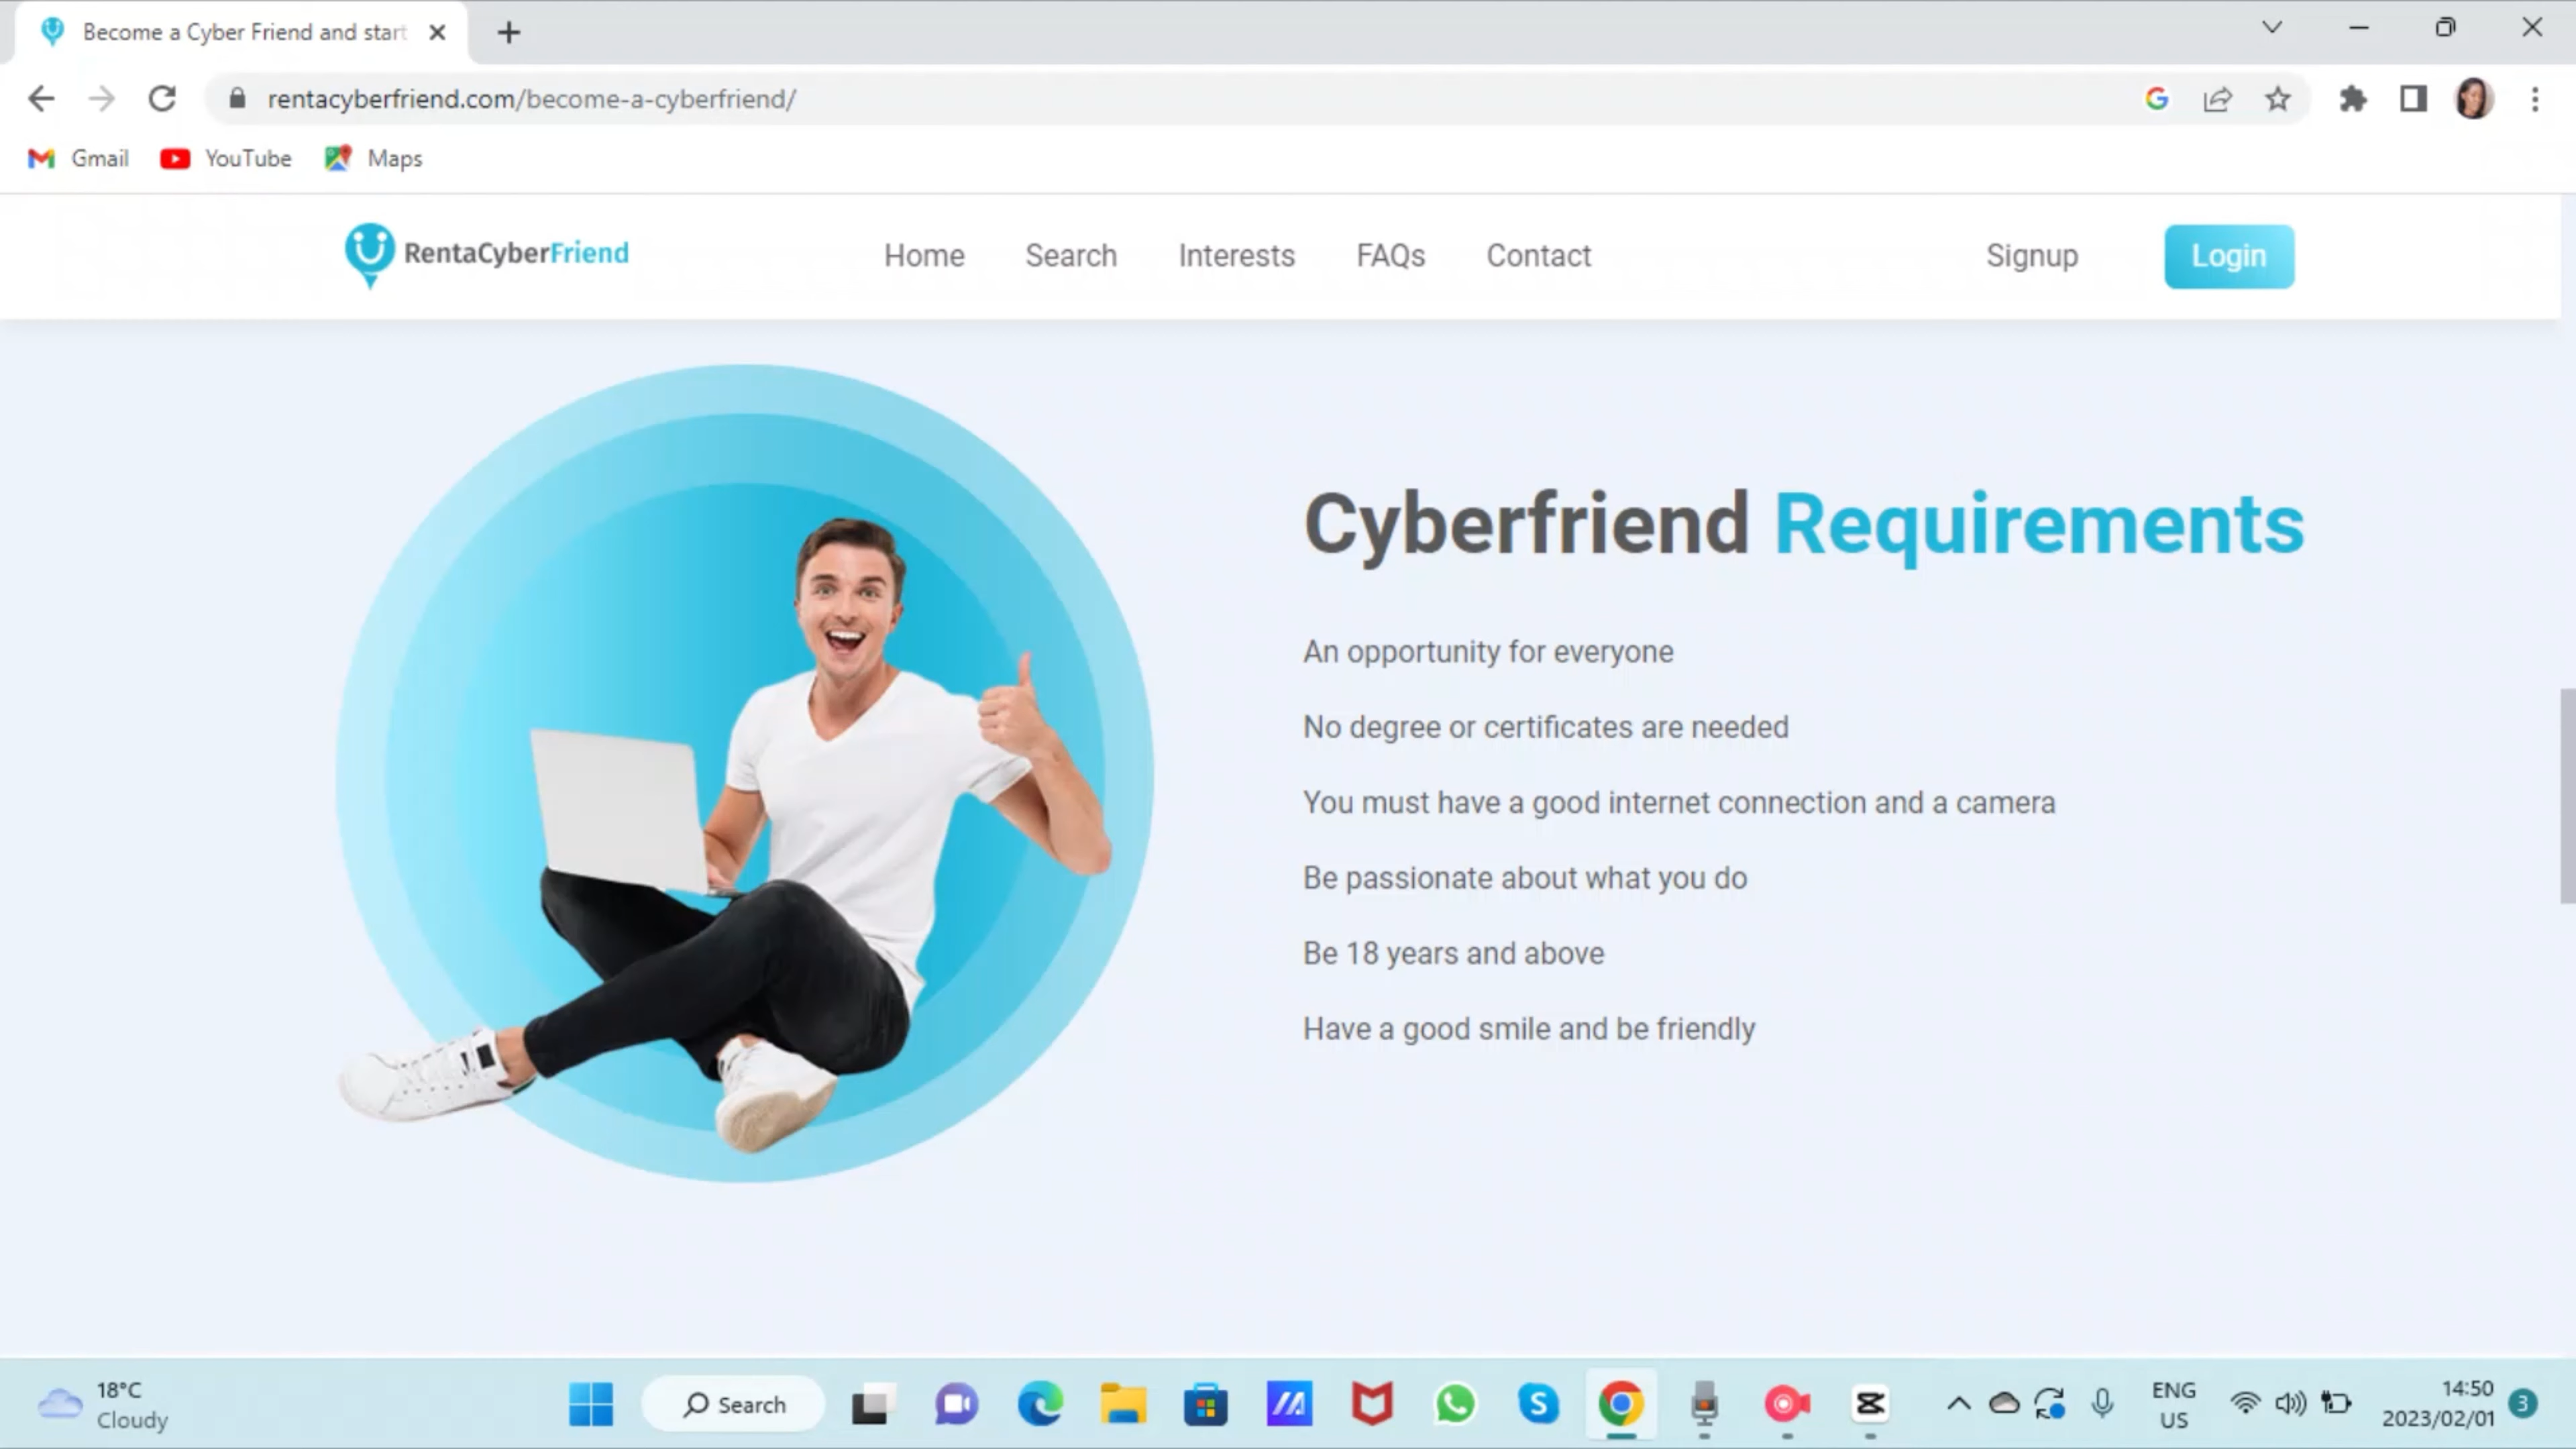 Become a Cyber Friend and start
rentacyberfriend.com/become-a-cyberfriend/
Gmail YouTube Maps
RentaCyberFriend Home Search Interests FAQs Contact Signup Login
Cyberfriend Requirements
An opportunity for everyone
No degree or certificates are needed
You must have a good internet connection and a camera
Be passionate about what you do
Be 18 years and above
Have a good smile and be friendly
18°C
Cloudy
Search
ENG
US
14:50
2023/02/01
3